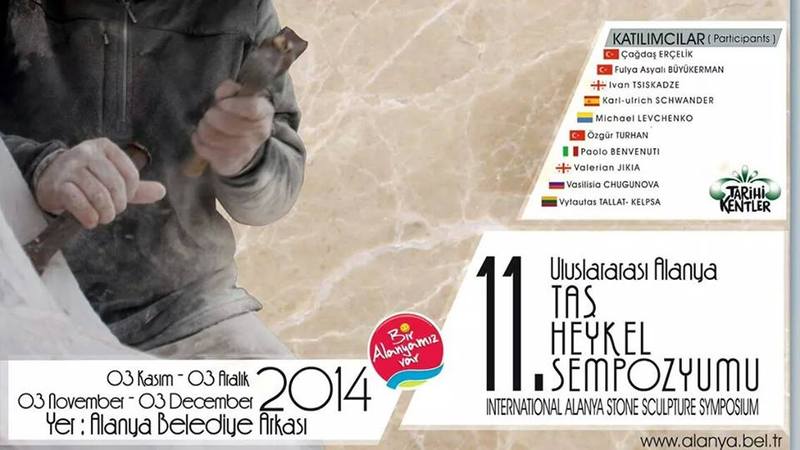 KATILIMCILAR ( Participants )
Çağdaş ERÇELİK
Fulya Asyalı BÜYÜKERMAN
Ivan TSISKADZE
Karl-ulrich SCHWANDER
Michael LEVCHENKO
Özgür TURHAN
Paolo BENVENUTI
Valerian JIKIA
Vasilisia CHUGUNOVA
Vytautas TALLAT- KELPSA
TARİHİ
KENTLER
11. Uluslararası Alanya
TAŞ
HEYKEL
SEMPOZYUMU
INTERNATIONAL ALANYA STONE SCULPTURE SYMPOSIUM
Bir
Alanyamız
var
03 Kasım - 03 Aralık
03 November - 03 December 2014
Yer : Alanya Belediye Arkası
www.alanya.bel.tr